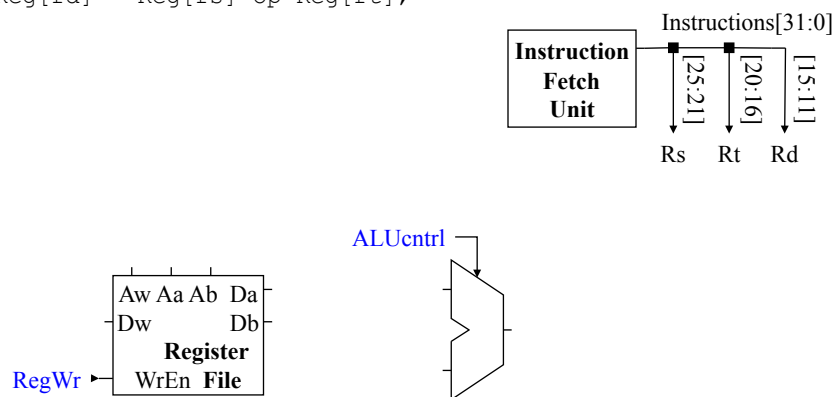 Reg[rd] = Reg[rs] op Reg[rt];
Instructions[31:0]
Instruction
Fetch
Unit
[25:21]
[20:16]
[15:11]
Rs Rt Rd
ALUcntrl
Aw Aa Ab Da
Dw Db
Register
RegWr WrEn File